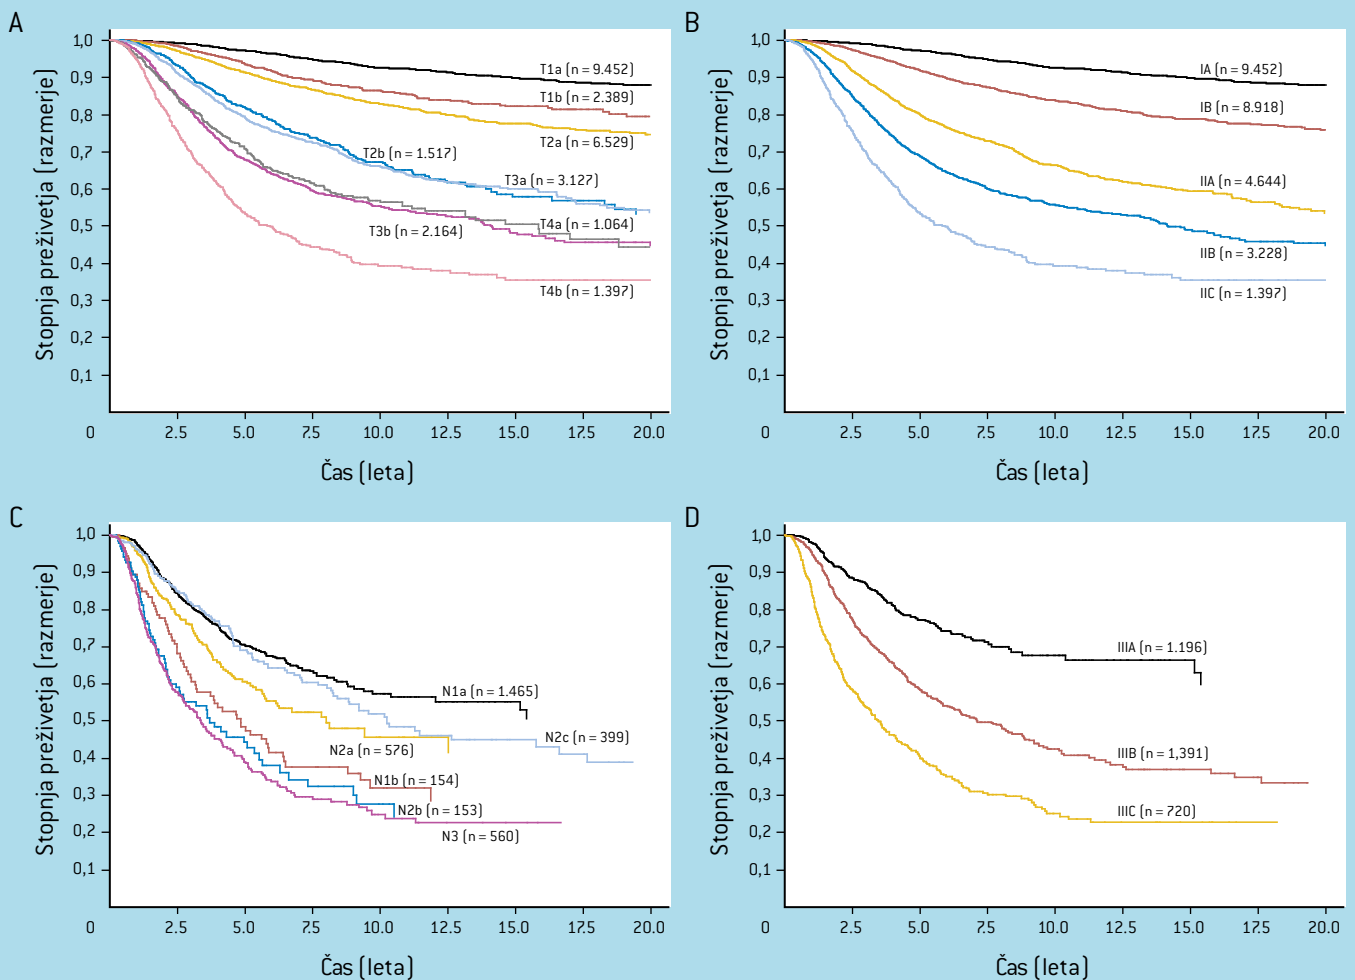 A
Stopnja preživetja (razmerje)
1,0
0,9
0,8
0,7
0,6
0,5
0,4
0,3
0,2
0,1
0
2.5
5.0
7.5
10.0
12.5
15.0
17.5
20.0
Čas (leta)
T1a (n = 9.452)
T1b (n = 2.389)
T2a (n = 6.529)
T2b (n = 1.517)
T3a (n = 3.127)
T4a (n = 1.064)
T3b (n = 2.164)
T4b (n = 1.397)
B
Stopnja preživetja (razmerje)
1,0
0,9
0,8
0,7
0,6
0,5
0,4
0,3
0,2
0,1
0
2.5
5.0
7.5
10.0
12.5
15.0
17.5
20.0
Čas (leta)
IA (n = 9.452)
IB (n = 8.918)
IIA (n = 4.644)
IIB (n = 3.228)
IIC (n = 1.397)
C
Stopnja preživetja (razmerje)
1,0
0,9
0,8
0,7
0,6
0,5
0,4
0,3
0,2
0,1
0
2.5
5.0
7.5
10.0
12.5
15.0
17.5
20.0
Čas (leta)
N1a (n = 1.465)
N2c (n = 399)
N2a (n = 576)
N1b (n = 154)
N2b (n = 153)
N3 (n = 560)
D
Stopnja preživetja (razmerje)
1,0
0,9
0,8
0,7
0,6
0,5
0,4
0,3
0,2
0,1
0
2.5
5.0
7.5
10.0
12.5
15.0
17.5
20.0
Čas (leta)
IIIA (n = 1.196)
IIIB (n = 1,391)
IIIC (n = 720)